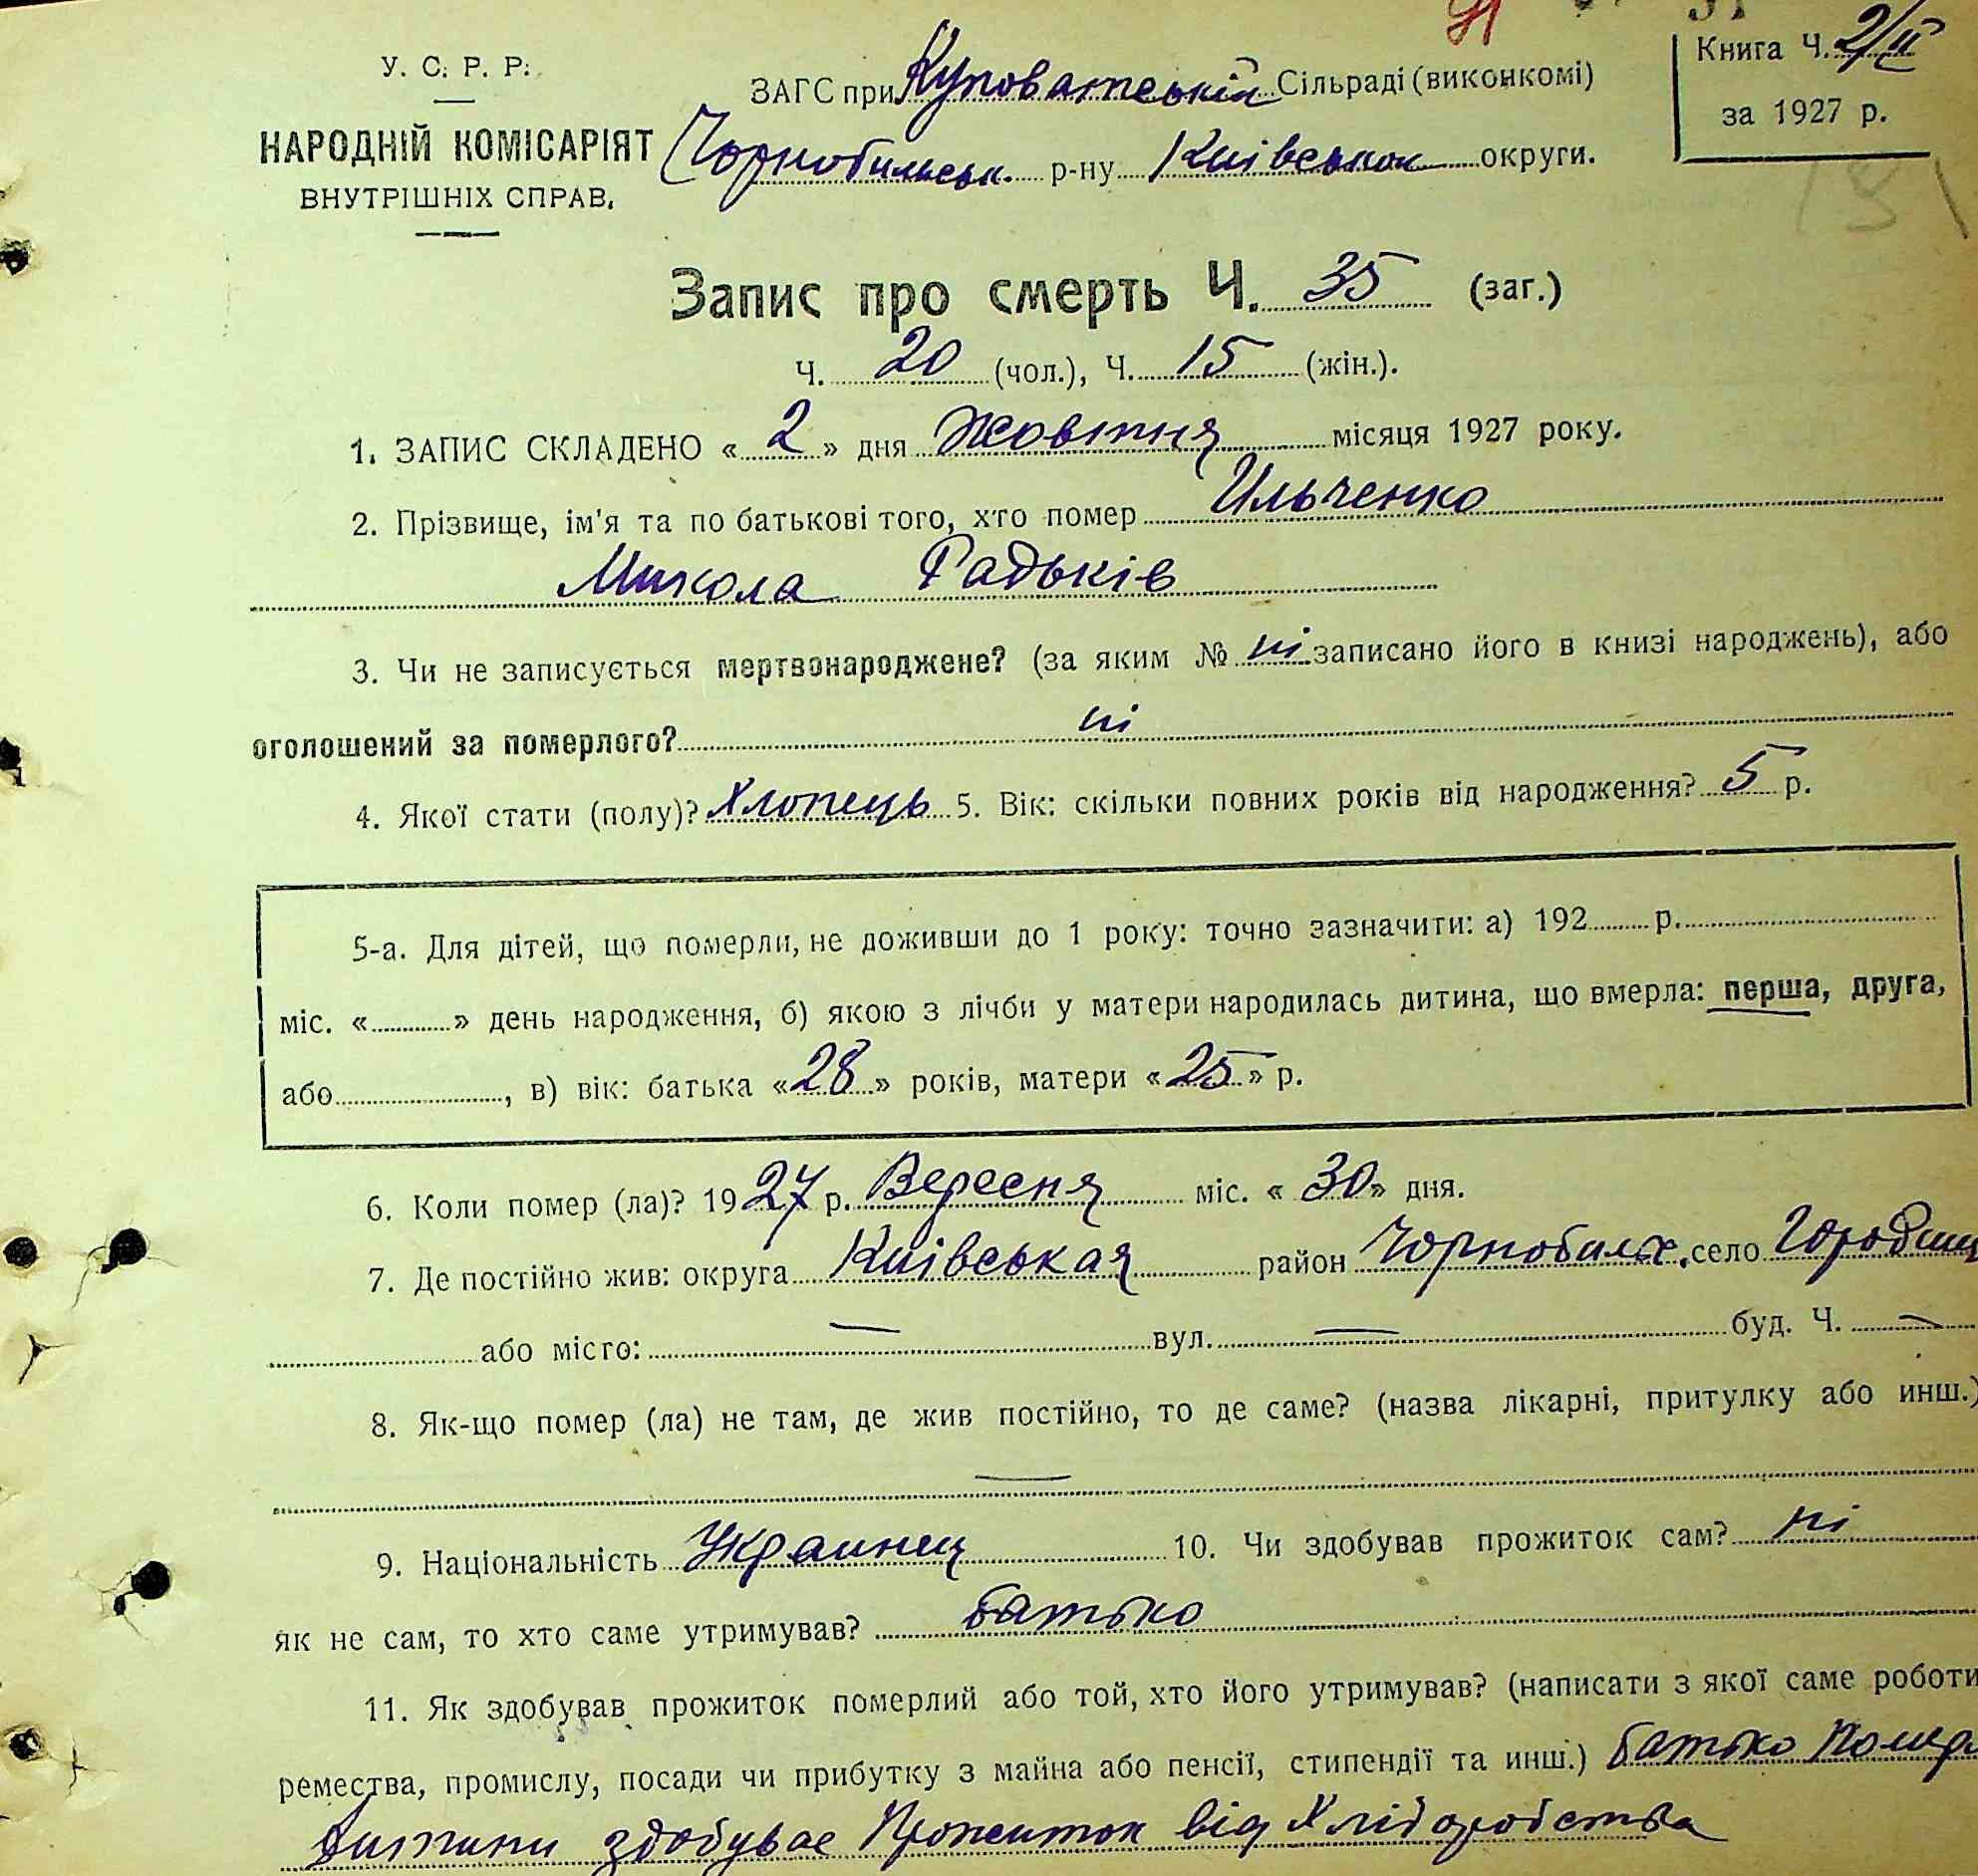 У. С. Р. Р.
НАРОДНІЙ КОМІСАРІЯТ
ВНУТРІШНІХ СПРАВ.
ЗАГС при Куповатській Сільраді (виконкомі)
Чорнобильськ. р-ну Київськой округи.
Книга Ч. 2/ІІ
за 1927 р.
Запис про смерть Ч. 35 (заг.)
Ч. 20 (чол.), Ч. 15 (жін.).
1. ЗАПИС СКЛАДЕНО « 2 » дня Жовтня місяця 1927 року.
2. Прізвище, ім'я та по батькові того, хто помер Ильченко
Микола Радьків
3. Чи не записується мертвонароджене? (за яким № ні записано його в книзі народжень), або
оголошений за померлого? ні
4. Якої стати (полу)? Хлопець 5. Вік: скільки повних років від народження? 5 р.
5-а. Для дітей, що померли, не доживши до 1 року: точно зазначити: а) 192 р.
міс. « » день народження, б) якою з лічби у матери народилась дитина, що вмерла: перша, друга,
або , в) вік: батька « 28 » років, матери « 25 » р.
6. Коли помер (ла)? 1927 р. Вересня міс. « 30 » дня.
7. Де постійно жив: округа Київськая район Чорнобильс. село Городищ
або місто: — вул. — буд. Ч. —
8. Як-що помер (ла) не там, де жив постійно, то де саме? (назва лікарні, притулку або инш.)
—
9. Національність Украинец 10. Чи здобував прожиток сам? ні
як не сам, то хто саме утримував? батько
11. Як здобував прожиток померлий або той, хто його утримував? (написати з якої саме роботи
ремества, промислу, посади чи прибутку з майна або пенсії, стипендії та инш.) батько Помер
дитини здобуває Прожиток від Хліборобства